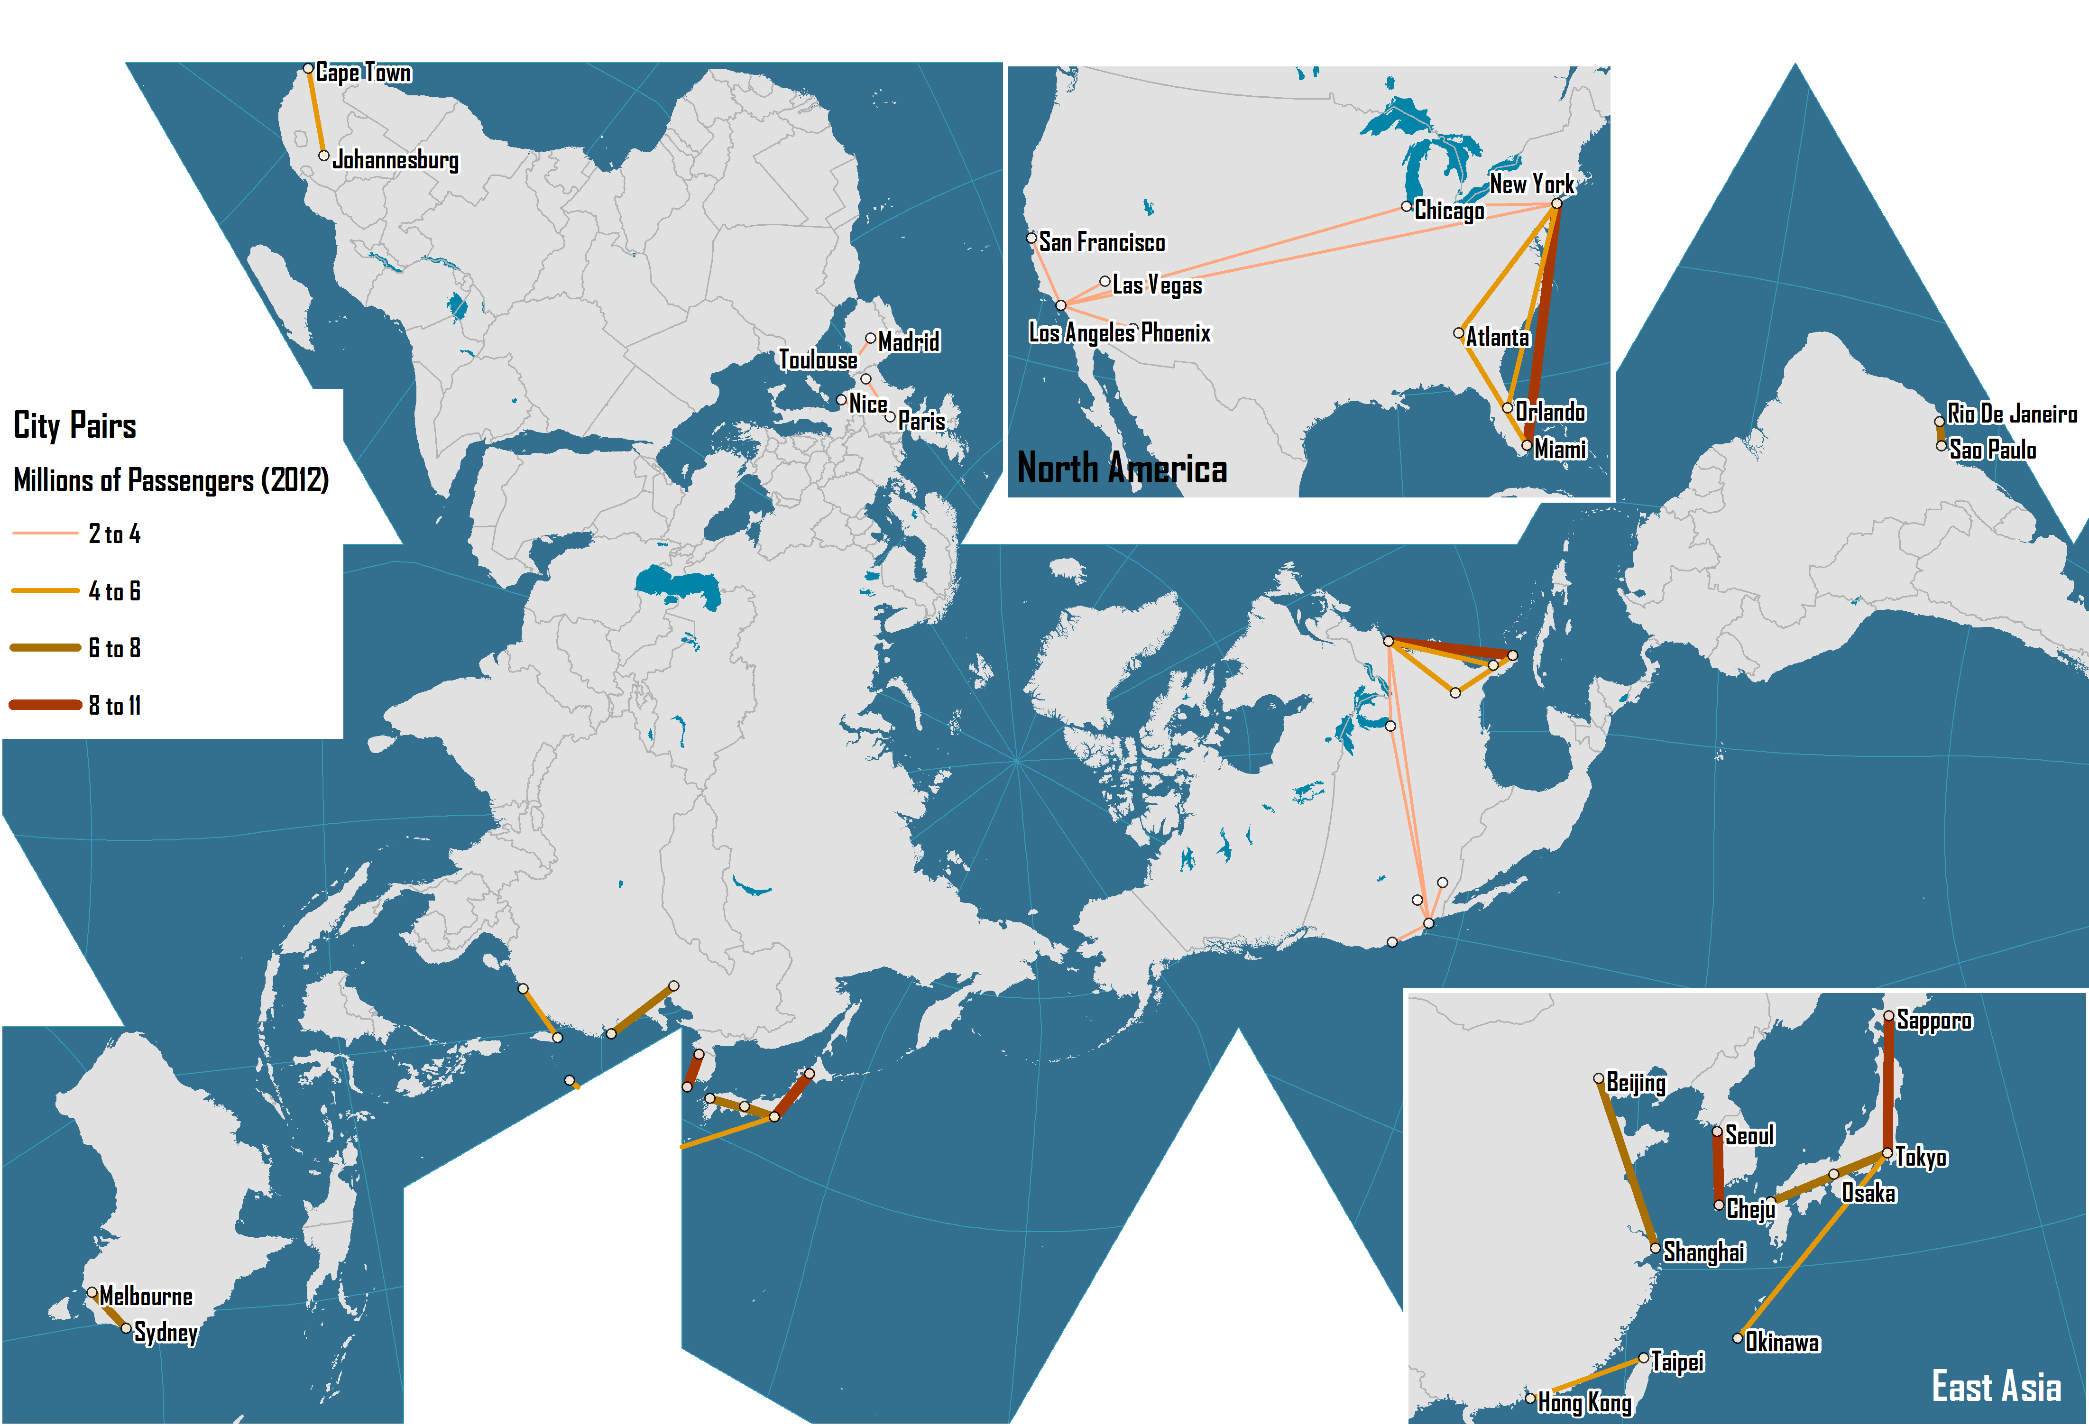 Cape Town
Johannesburg
Madrid
Toulouse
Nice
Paris
City Pairs
Millions of Passengers (2012)
2 to 4
4 to 6
6 to 8
8 to 11
New York
Chicago
San Francisco
Las Vegas
Los Angeles
Phoenix
Atlanta
Orlando
Miami
North America
Rio De Janeiro
Sao Paulo
Melbourne
Sydney
Sapporo
Beijing
Seoul
Tokyo
Osaka
Cheju
Shanghai
Okinawa
Taipei
Hong Kong
East Asia